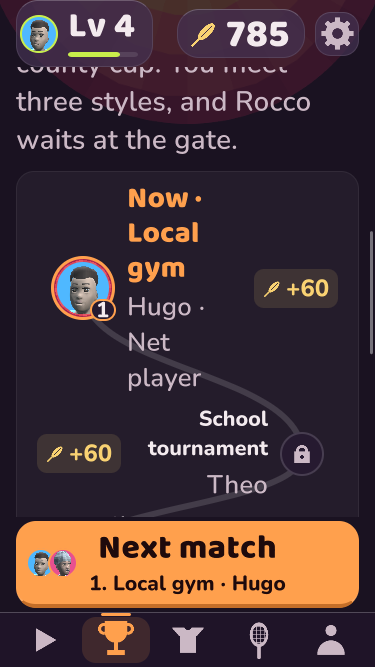 Lv 4
785
county cup. You meet
three styles, and Rocco
waits at the gate.
Now ·
Local
gym
Hugo ·
Net
player
1
+60
School
tournament
Theo
+60
Next match
1. Local gym · Hugo